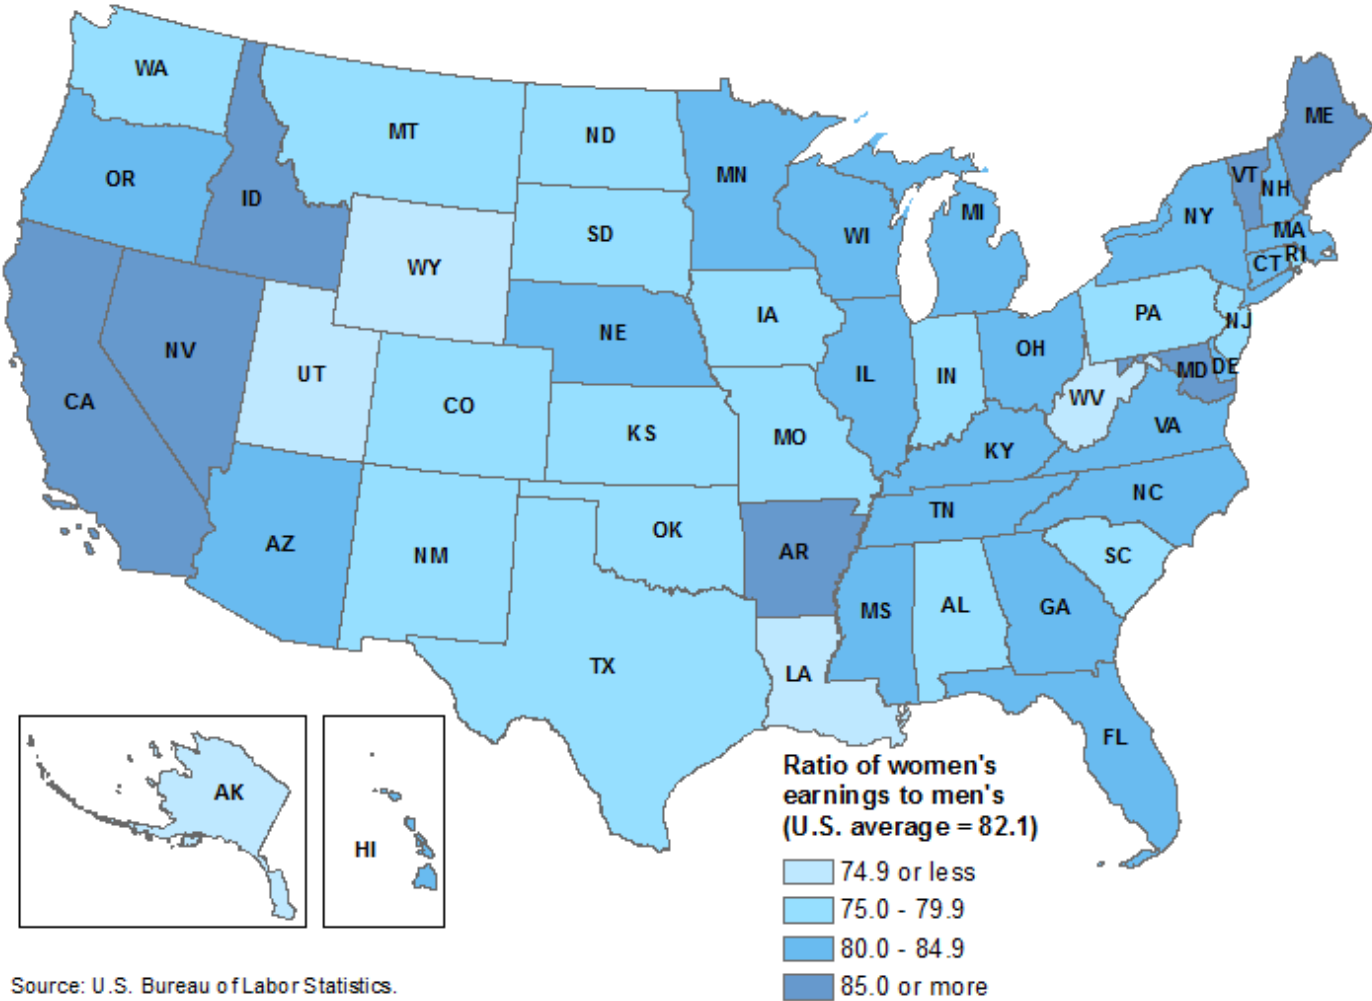 WA
MT
ND
MN
ME
OR
ID
SD
WI
MI
VT
NH
NY
MA
CT
RI
WY
IA
NE
PA
NJ
NV
UT
CO
IL
IN
OH
MD
DE
WV
CA
KS
MO
KY
VA
AZ
NM
OK
AR
TN
NC
SC
MS
AL
GA
TX
LA
FL
AK
HI
Ratio of women's
earnings to men's
(U.S. average = 82.1)
74.9 or less
75.0 - 79.9
80.0 - 84.9
85.0 or more
Source: U.S. Bureau of Labor Statistics.